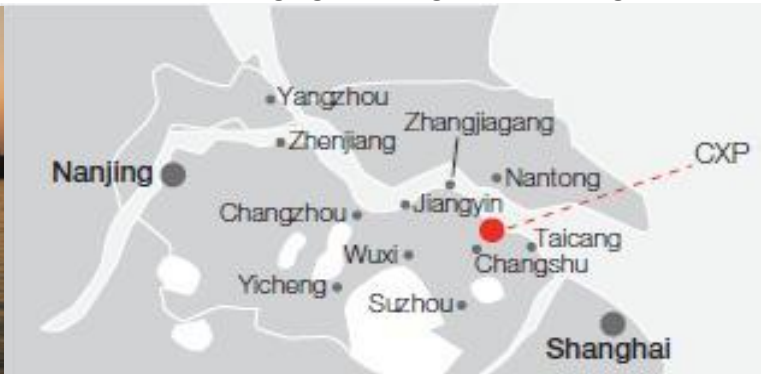 Yangzhou
Zhenjiang
Zhangjiagang
CXP
Nanjing
Nantong
Changzhou
Jiangyin
Taicang
Wuxi
Changshu
Yicheng
Suzhou
Shanghai